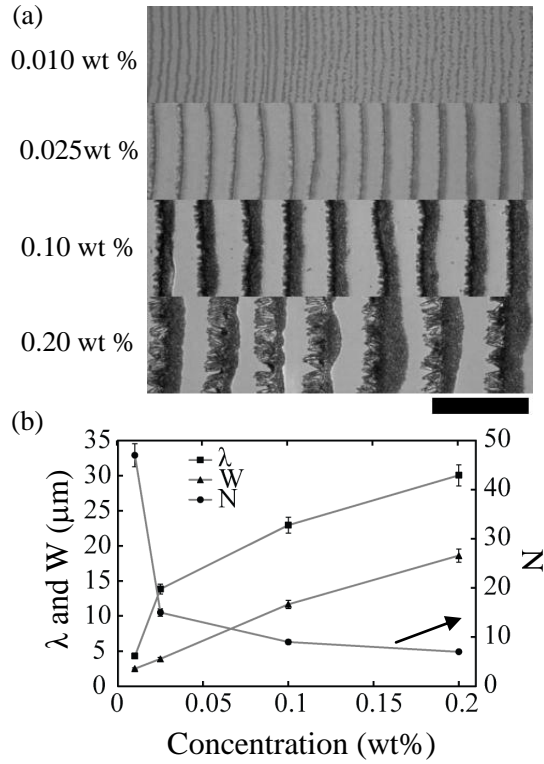 (a)
0.010 wt %
0.025wt %
0.10 wt %
0.20 wt %
(b)
λ
W
N
35
30
25
20
15
10
5
0
λ and W (μm)
50
40
30
20
10
0
N
0
0.05
0.1
0.15
0.2
Concentration (wt%)